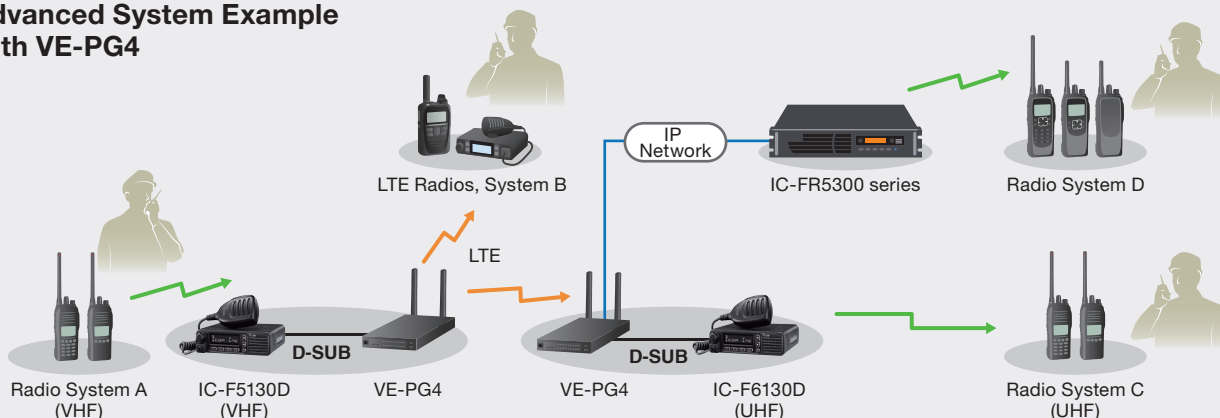 dvanced System Example
th VE-PG4
IP
Network
LTE Radios, System B
IC-FR5300 series
Radio System D
LTE
D-SUB
D-SUB
Radio System A
(VHF)
IC-F5130D
(VHF)
VE-PG4
VE-PG4
IC-F6130D
(UHF)
Radio System C
(UHF)